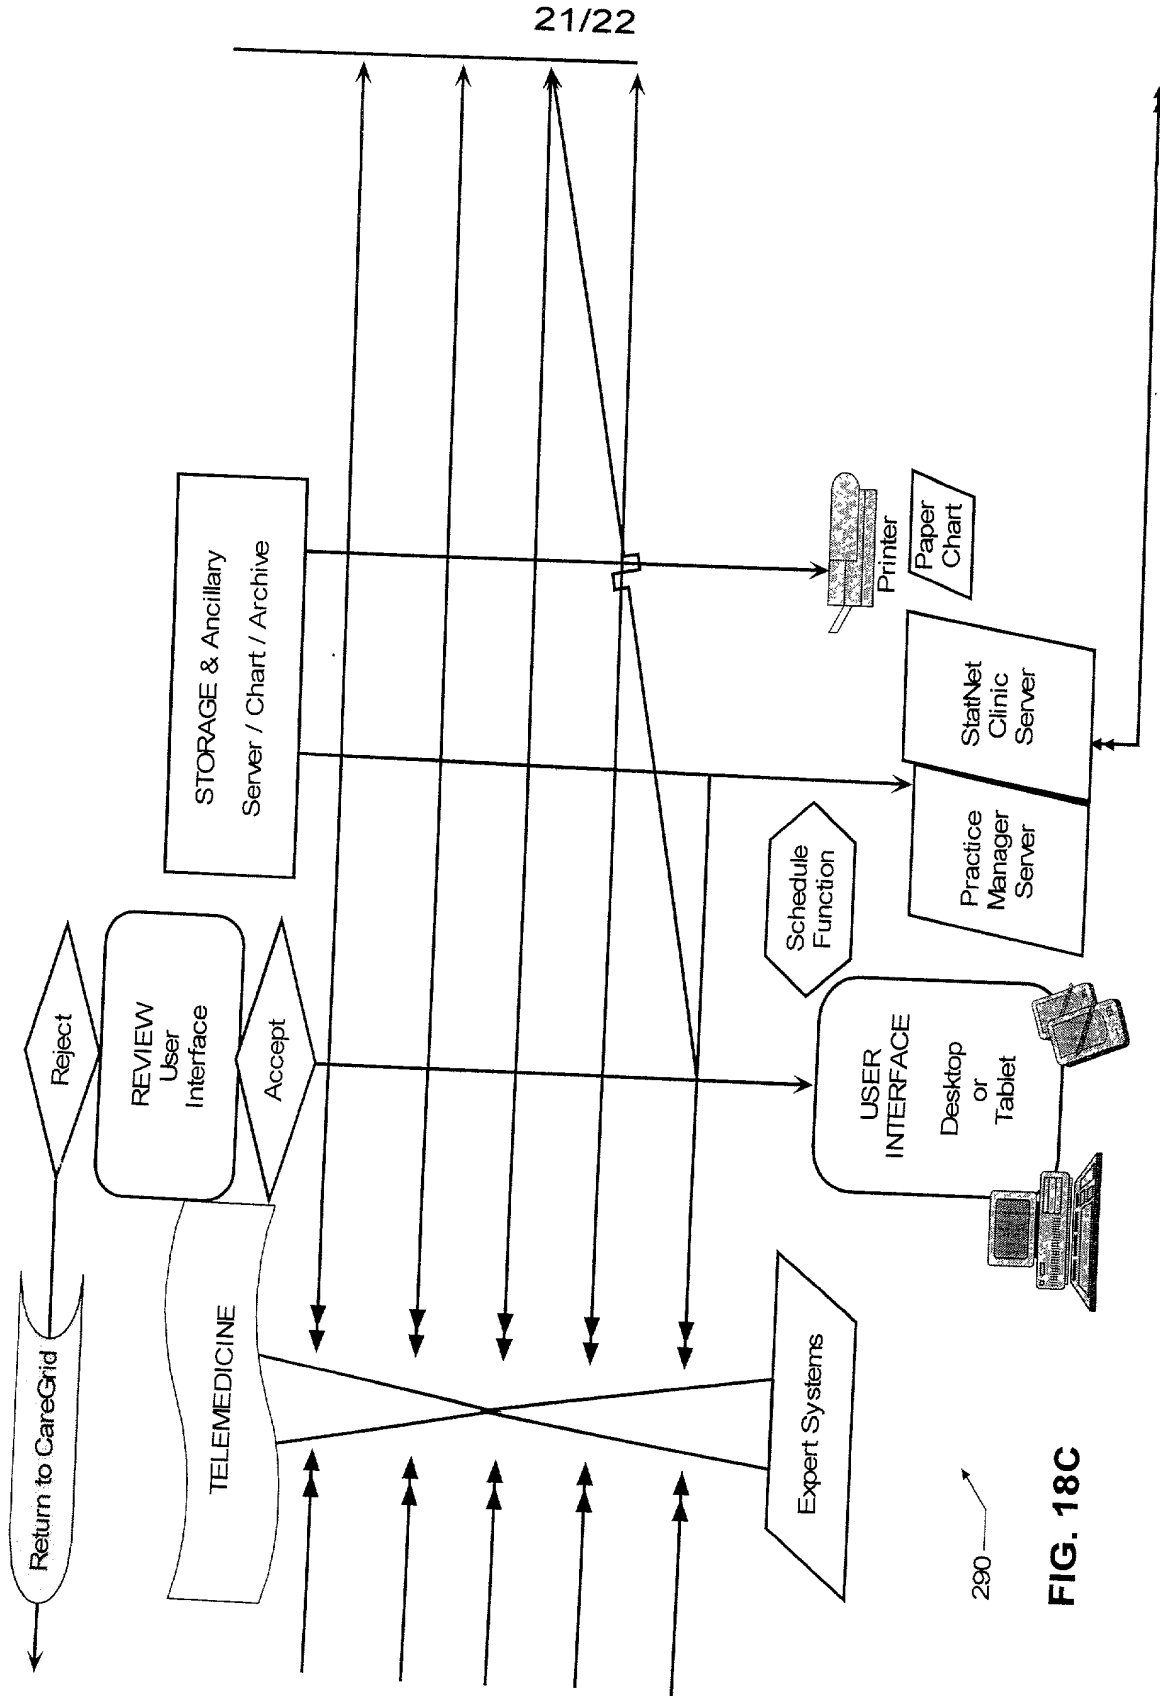 21/22
Return to CareGrid
Reject
REVIEW
User
Interface
Accept
TELEMEDICINE
STORAGE & Ancillary
Server / Chart / Archive
Expert Systems
USER
INTERFACE
Desktop
or
Tablet
Schedule
Function
Practice
Manager
Server
StatNet
Clinic
Server
Printer
Paper
Chart
290
FIG. 18C